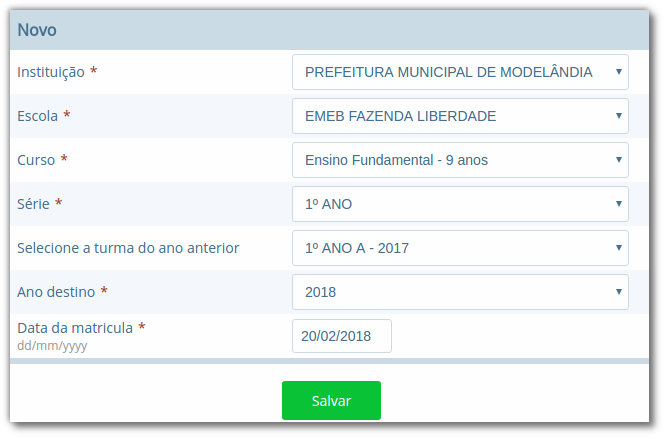 Novo
Instituição * PREFEITURA MUNICIPAL DE MODELÂNDIA
Escola * EMEB FAZENDA LIBERDADE
Curso * Ensino Fundamental - 9 anos
Série * 1º ANO
Selecione a turma do ano anterior 1º ANO A - 2017
Ano destino * 2018
Data da matricula * 20/02/2018
dd/mm/yyyy
Salvar